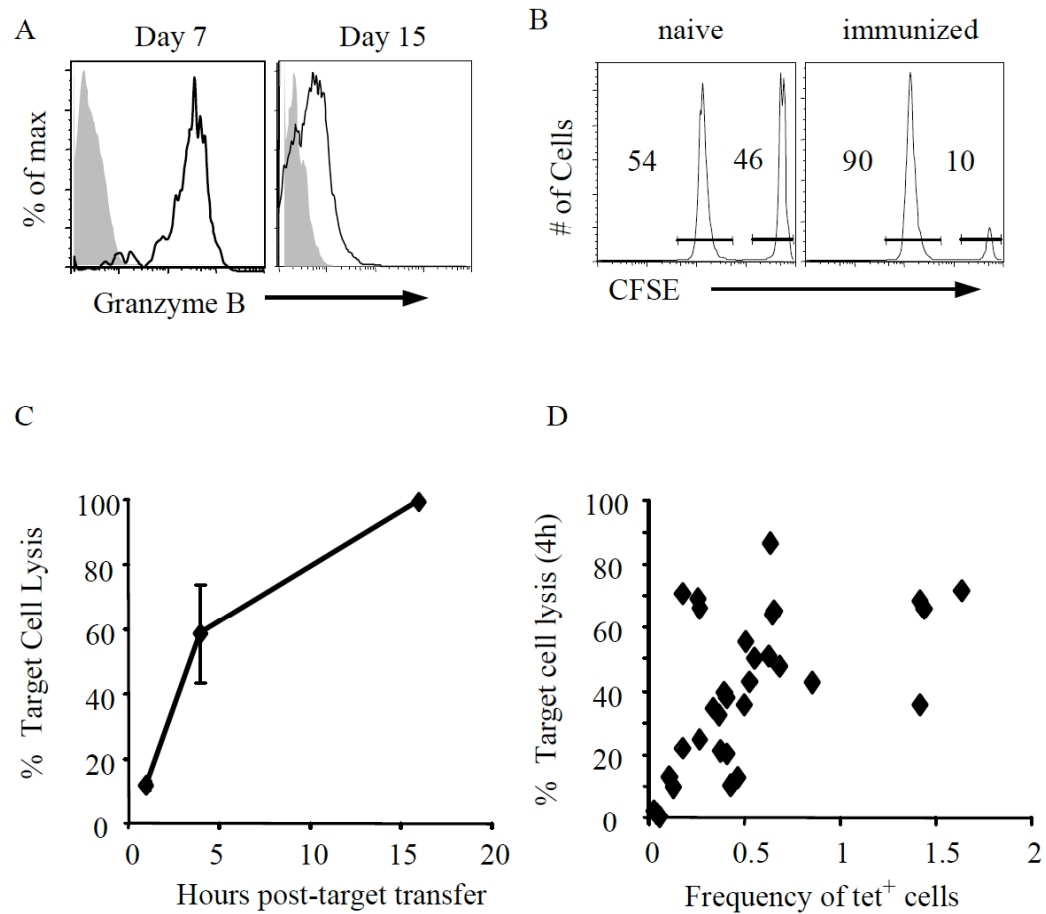 A
Day 7
Day 15
% of max
Granzyme B
B
naive
immunized
# of Cells
54
46
90
10
CFSE
C
% Target Cell Lysis
100
80
60
40
20
0
0
5
10
15
20
Hours post-target transfer
D
% Target cell lysis (4h)
100
80
60
40
20
0
0
0.5
1
1.5
2
Frequency of tet+ cells